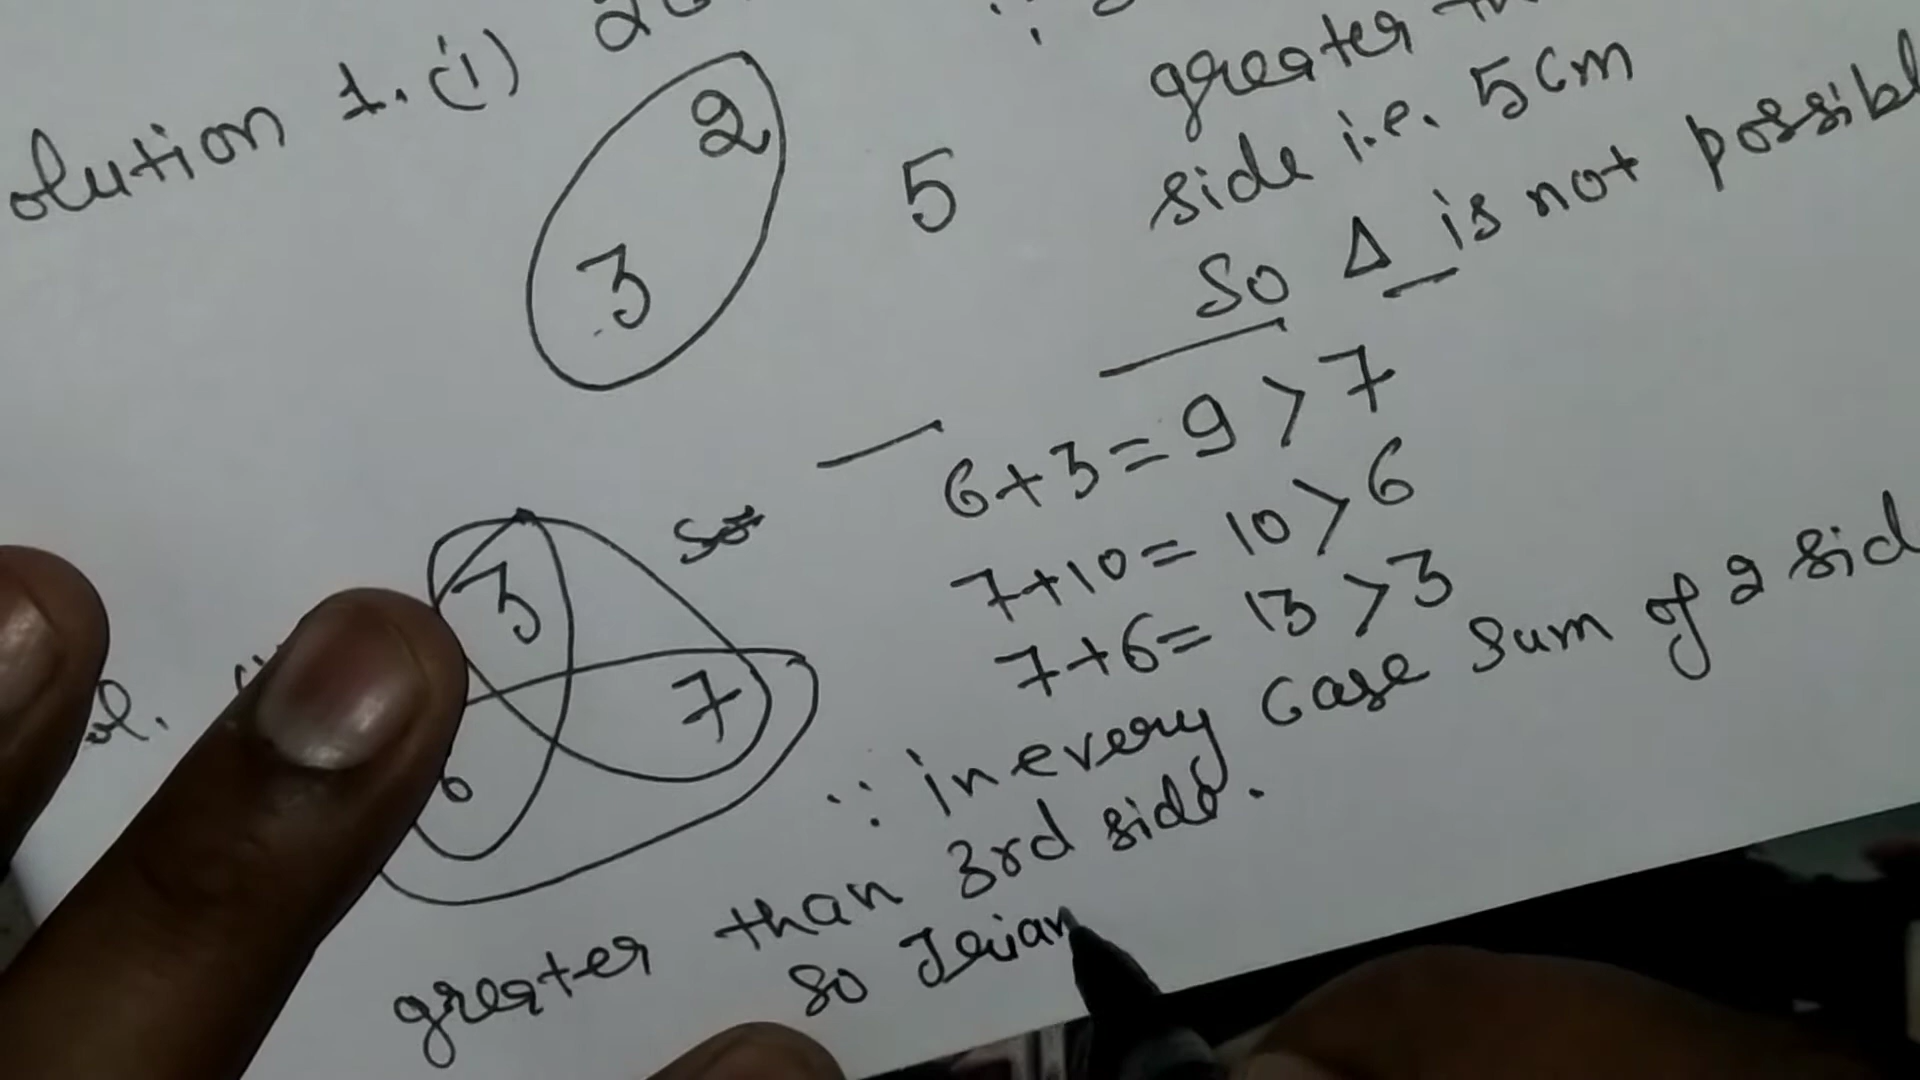 olution 1. (i)
2
3
5
greater
side i.e. 5cm
So Δ is not possibl
6+3=9>7
7+10=10>6
7+6=13>3
3
7
6
∵ in every case sum of 2 sid
greater than 3rd side.
so Trian